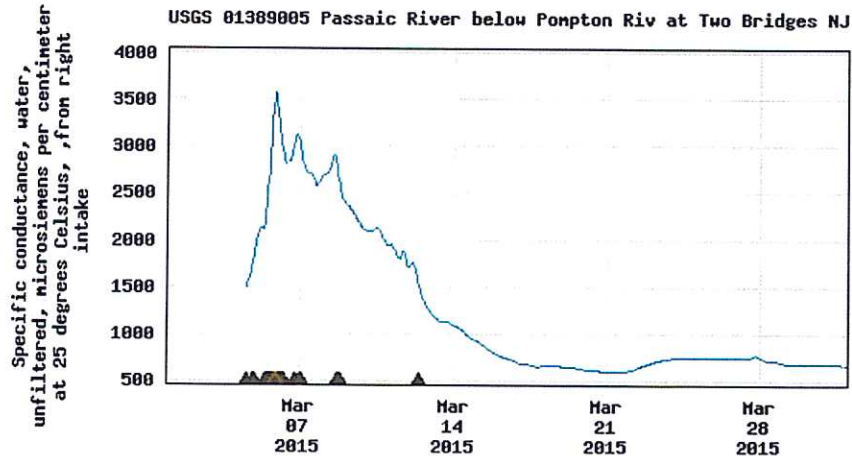 USGS 01389005 Passaic River below Pompton Riv at Two Bridges NJ
Specific conductance, water,
unfiltered, microsiemens per centimeter
at 25 degrees Celsius, ,from right
intake
4000
3500
3000
2500
2000
1500
1000
500
Mar Mar Mar Mar
07 14 21 28
2015 2015 2015 2015